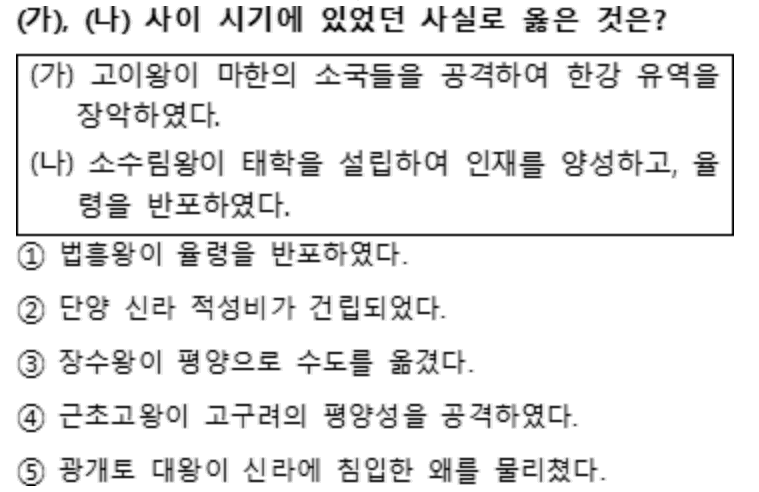 (가), (나) 사이 시기에 있었던 사실로 옳은 것은?
(가) 고이왕이 마한의 소국들을 공격하여 한강 유역을
장악하였다.
(나) 소수림왕이 태학을 설립하여 인재를 양성하고, 율
령을 반포하였다.
① 법흥왕이 율령을 반포하였다.
② 단양 신라 적성비가 건립되었다.
③ 장수왕이 평양으로 수도를 옮겼다.
④ 근초고왕이 고구려의 평양성을 공격하였다.
⑤ 광개토 대왕이 신라에 침입한 왜를 물리쳤다.